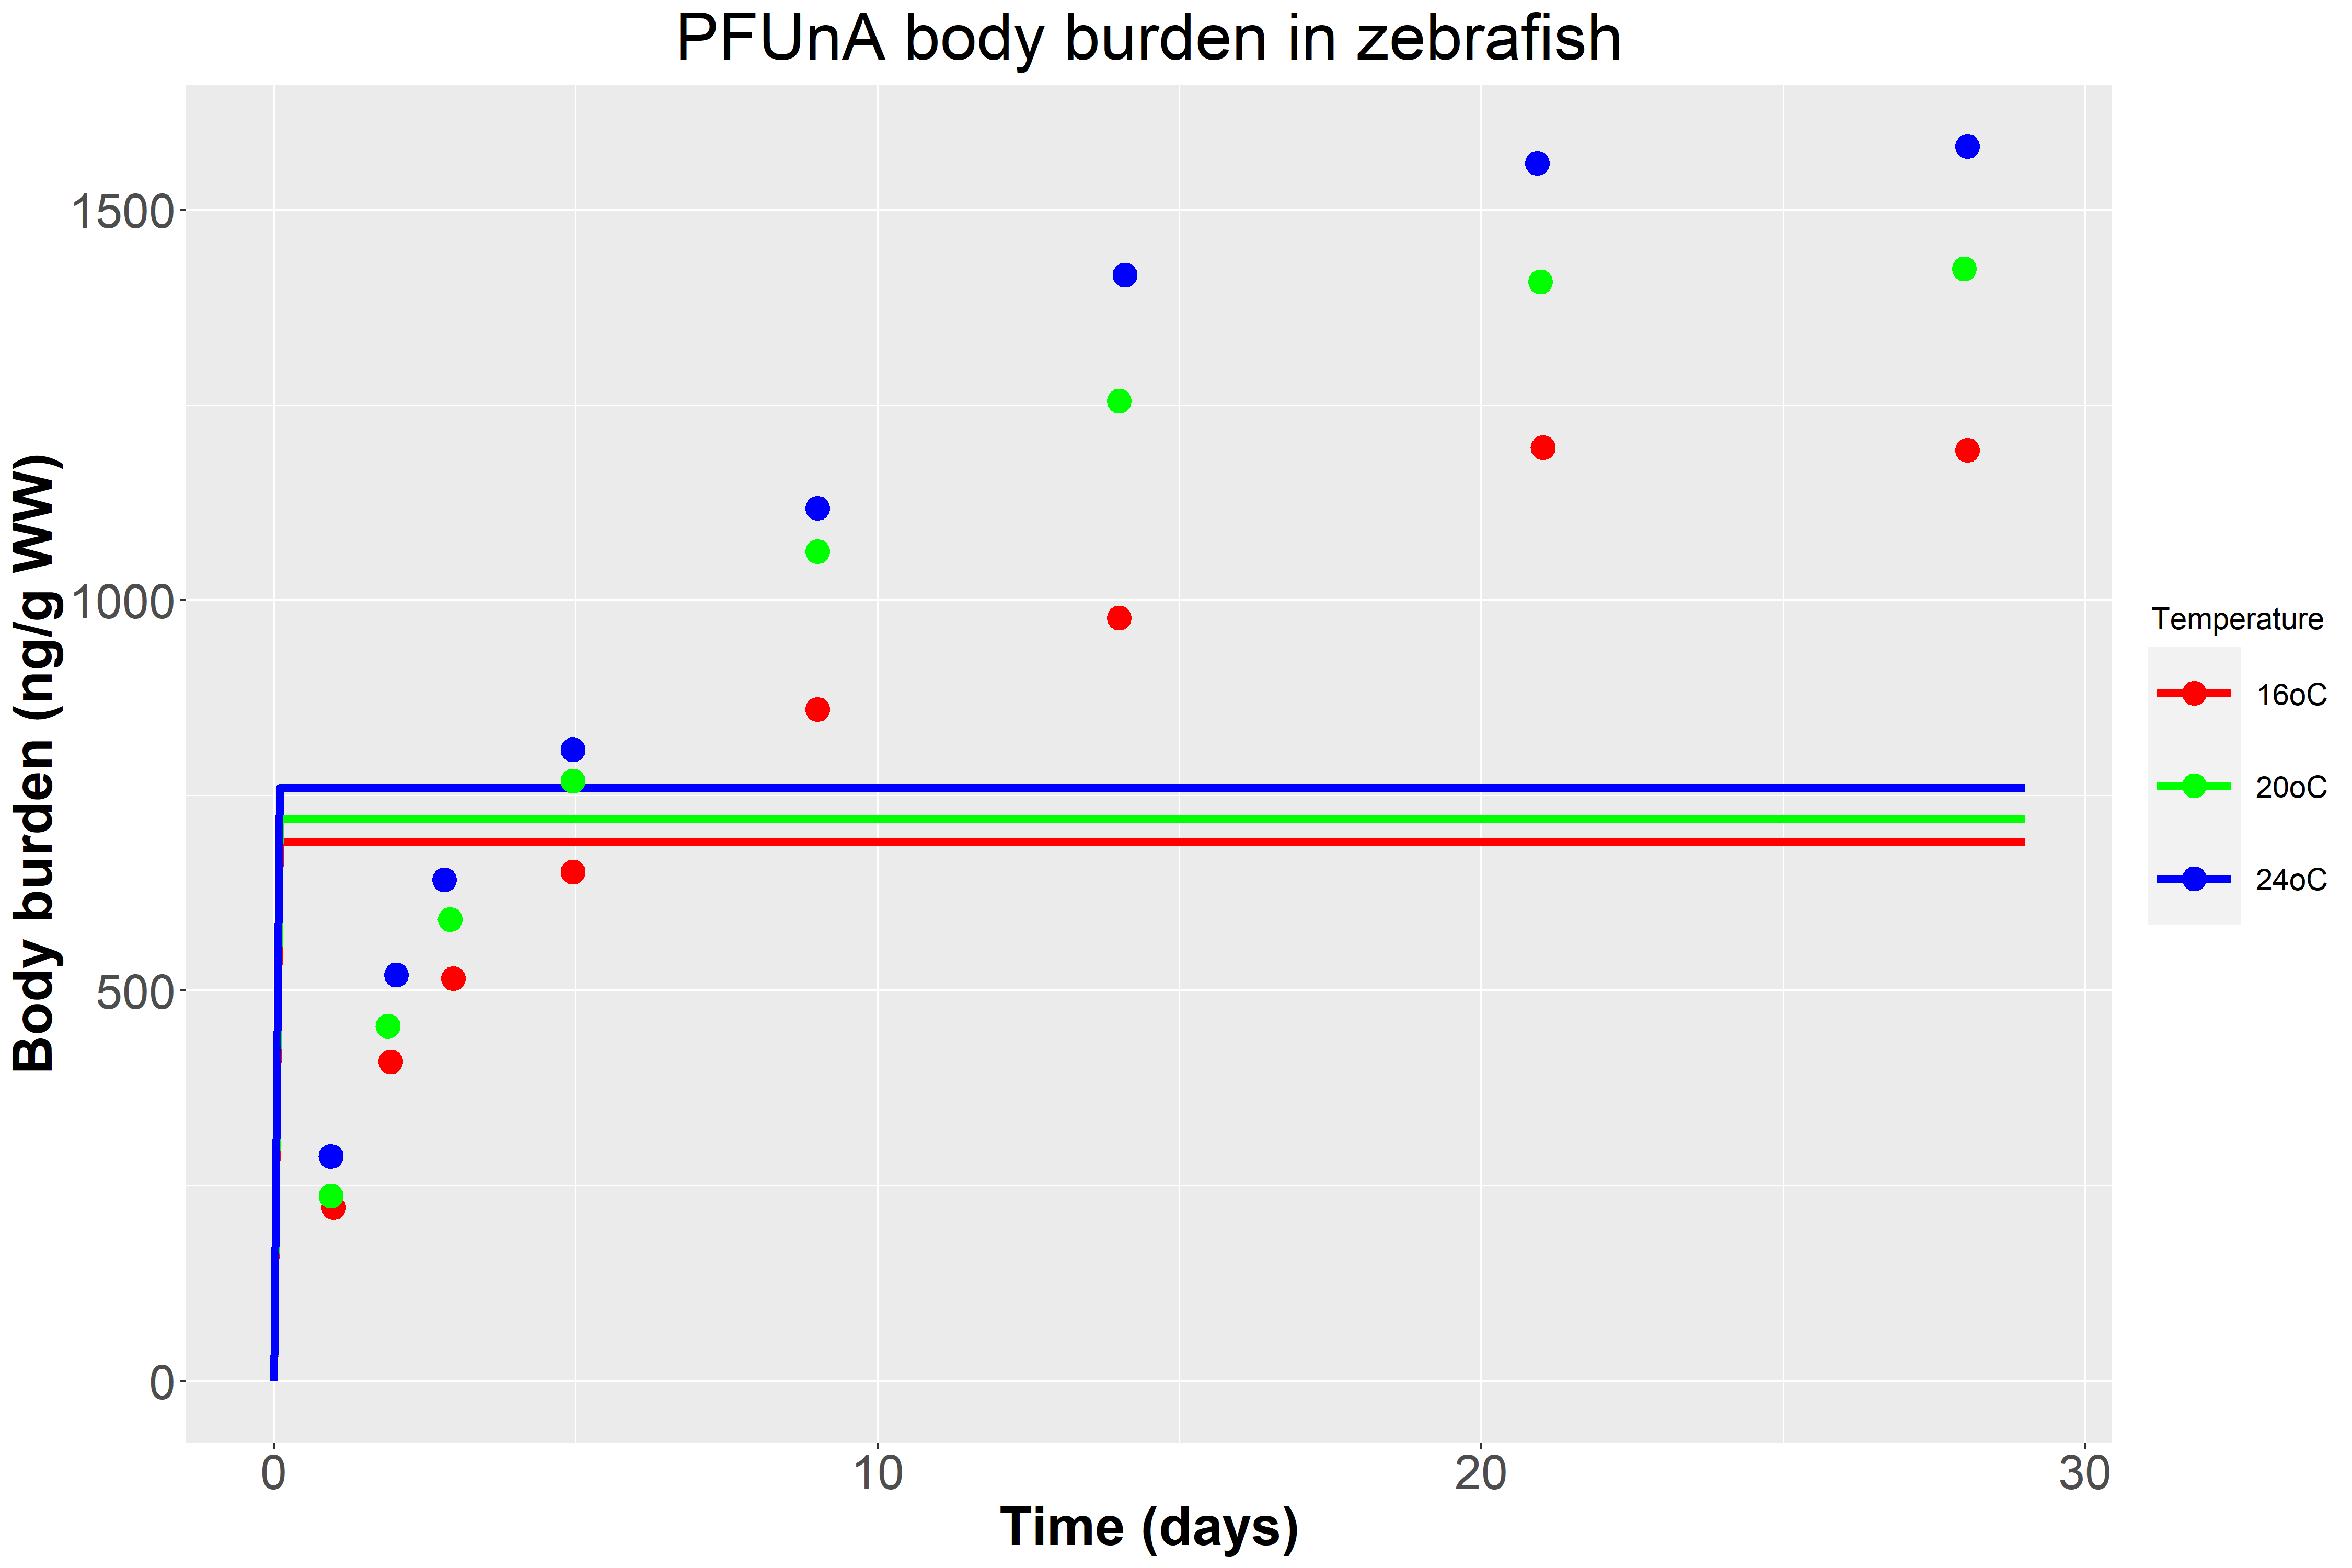 PFUnA body burden in zebrafish
Body burden (ng/g WW)
1500
1000
500
0
0 10 20 30
Time (days)
Temperature
16oC
20oC
24oC